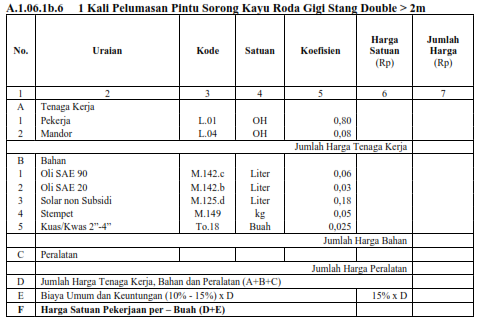 A.1.06.1b.6 1 Kali Pelumasan Pintu Sorong Kayu Roda Gigi Stang Double > 2m
No. Uraian Kode Satuan Koefisien Harga Satuan (Rp) Jumlah Harga (Rp)
1 2 3 4 5 6 7
A Tenaga Kerja
1 Pekerja L.01 OH 0,80
2 Mandor L.04 OH 0,08
Jumlah Harga Tenaga Kerja
B Bahan
1 Oli SAE 90 M.142.c Liter 0,06
2 Oli SAE 20 M.142.b Liter 0,03
3 Solar non Subsidi M.125.d Liter 0,18
4 Stempet M.149 kg 0,05
5 Kuas/Kwas 2”-4” To.18 Buah 0,025
Jumlah Harga Bahan
C Peralatan
Jumlah Harga Peralatan
D Jumlah Harga Tenaga Kerja, Bahan dan Peralatan (A+B+C)
E Biaya Umum dan Keuntungan (10% - 15%) x D 15% x D
F Harga Satuan Pekerjaan per – Buah (D+E)